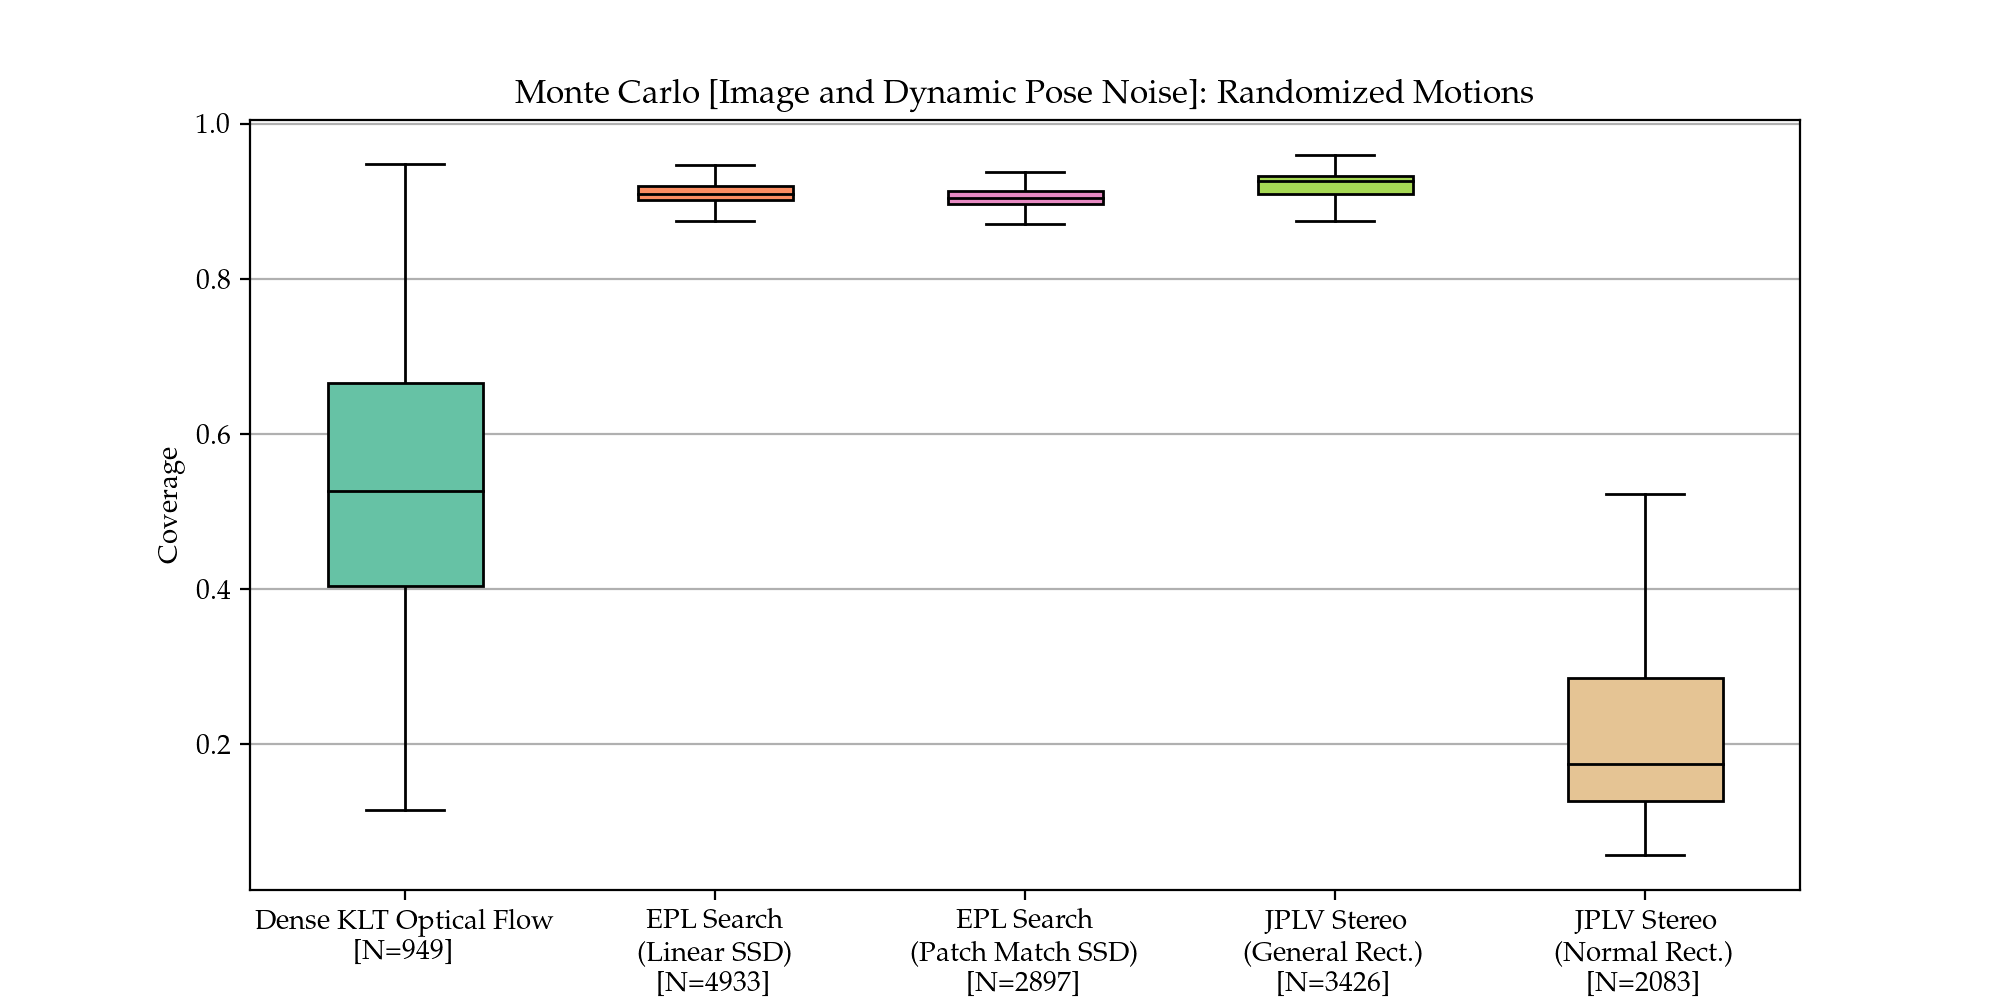 Monte Carlo [Image and Dynamic Pose Noise]: Randomized Motions
1.0
0.8
0.6
0.4
0.2
Coverage
Dense KLT Optical Flow
[N=949]
EPL Search
(Linear SSD)
[N=4933]
EPL Search
(Patch Match SSD)
[N=2897]
JPLV Stereo
(General Rect.)
[N=3426]
JPLV Stereo
(Normal Rect.)
[N=2083]